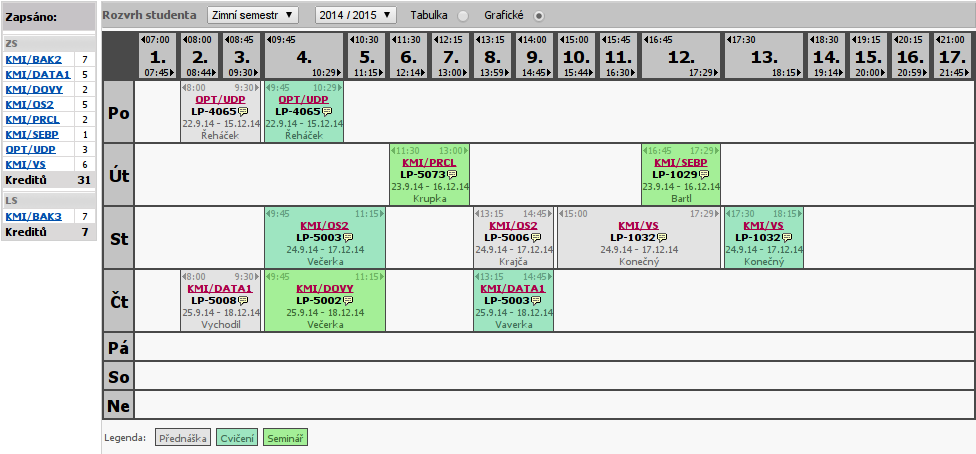 Zapsáno:
ZS
KMI/BAK2 7
KMI/DATA1 5
KMI/DOVY 2
KMI/OS2 5
KMI/PRCL 2
KMI/SEBP 1
OPT/UDP 3
KMI/VS 6
Kreditů 31
LS
KMI/BAK3 7
Kreditů 7
Rozvrh studenta Zimní semestr 2014 / 2015 Tabulka Grafické
07:00 08:00 08:45 09:45 10:30 11:30 12:15 13:15 14:00 15:00 15:45 16:45 17:30 18:30 19:15 20:15 21:00
1. 2. 3. 4. 5. 6. 7. 8. 9. 10. 11. 12. 13. 14. 15. 16. 17.
07:45 08:44 09:30 10:29 11:15 12:14 13:00 13:59 14:45 15:44 16:30 17:29 18:15 19:14 20:00 20:59 21:45
Po
8:00 9:30
OPT/UDP
LP-4065
22.9.14 - 15.12.14
Řeháček
9:45 10:29
OPT/UDP
LP-4065
22.9.14 - 15.12.14
Řeháček
Út
11:30 13:00
KMI/PRCL
LP-5073
23.9.14 - 16.12.14
Krupka
16:45 17:29
KMI/SEBP
LP-1029
23.9.14 - 16.12.14
Bartl
St
9:45 11:15
KMI/OS2
LP-5003
24.9.14 - 17.12.14
Večerka
13:15 14:45
KMI/OS2
LP-5006
24.9.14 - 17.12.14
Krajča
15:00 17:29
KMI/VS
LP-1032
24.9.14 - 17.12.14
Konečný
17:30 18:15
KMI/VS
LP-1032
24.9.14 - 17.12.14
Konečný
Čt
8:00 9:30
KMI/DATA1
LP-5008
25.9.14 - 18.12.14
Vychodil
9:45 11:15
KMI/DOVY
LP-5002
25.9.14 - 18.12.14
Večerka
13:15 14:45
KMI/DATA1
LP-5003
25.9.14 - 18.12.14
Vaverka
Pá
So
Ne
Legenda: Přednáška Cvičení Seminář